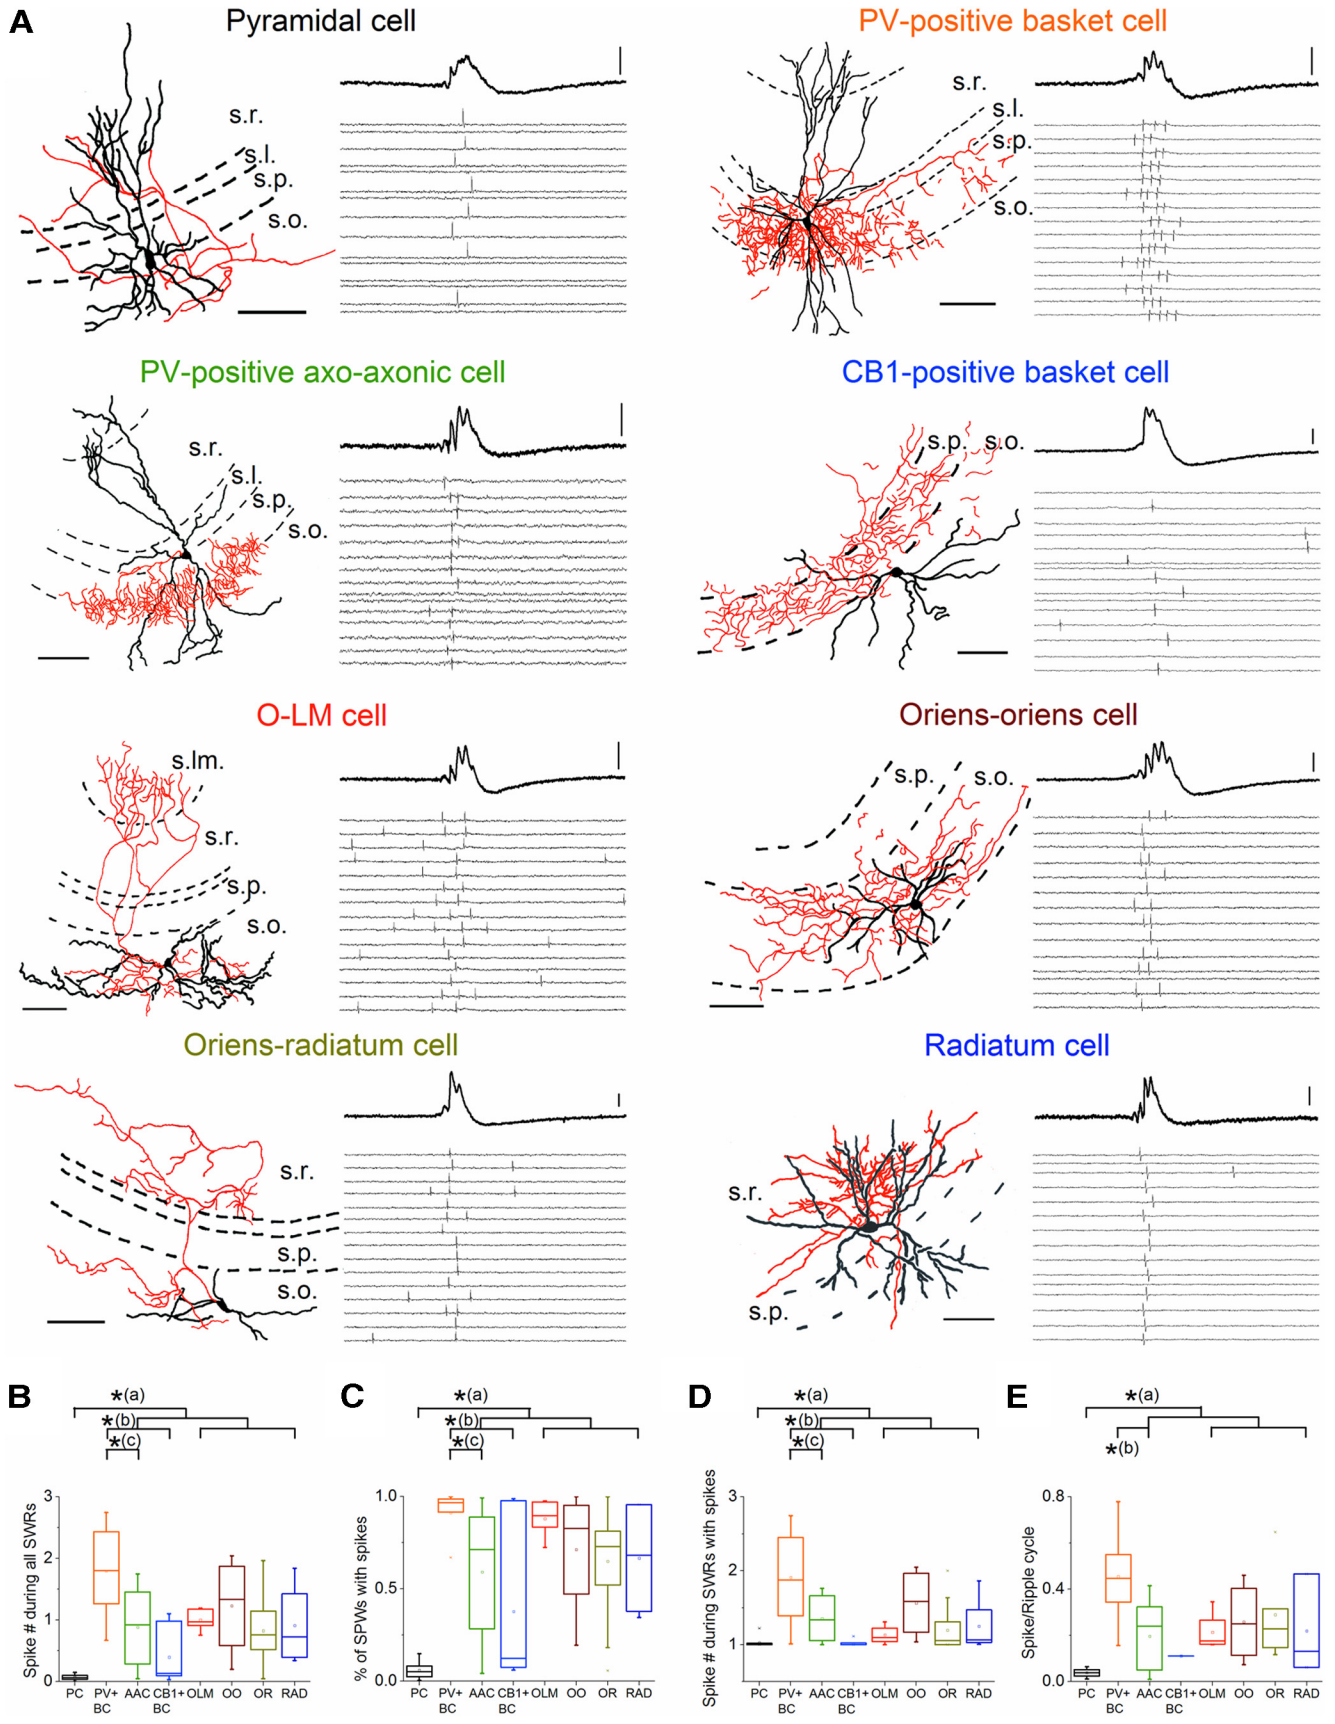 A
Pyramidal cell
s.r.
s.l.
s.p.
s.o.
PV-positive basket cell
s.r.
s.l.
s.p.
s.o.
PV-positive axo-axonic cell
s.r.
s.l.
s.p.
s.o.
CB1-positive basket cell
s.p. s.o.
O-LM cell
s.lm.
s.r.
s.p.
s.o.
Oriens-oriens cell
s.p.
s.o.
Oriens-radiatum cell
s.r.
s.p.
s.o.
Radiatum cell
s.r.
s.p.
B
*(a)
*(b)
*(c)
Spike # during all SWRs
3
2
1
0
PC PV+ BC AAC CB1+ BC OLM OO OR RAD
C
*(a)
*(b)
*(c)
% of SPWs with spikes
1.0
0.5
0.0
PC PV+ BC AAC CB1+ BC OLM OO OR RAD
D
*(a)
*(b)
*(c)
Spike # during SWRs with spikes
3
2
1
PC PV+ BC AAC CB1+ BC OLM OO OR RAD
E
*(a)
*(b)
Spike/Ripple cycle
0.8
0.4
0.0
PC PV+ BC AAC CB1+ BC OLM OO OR RAD